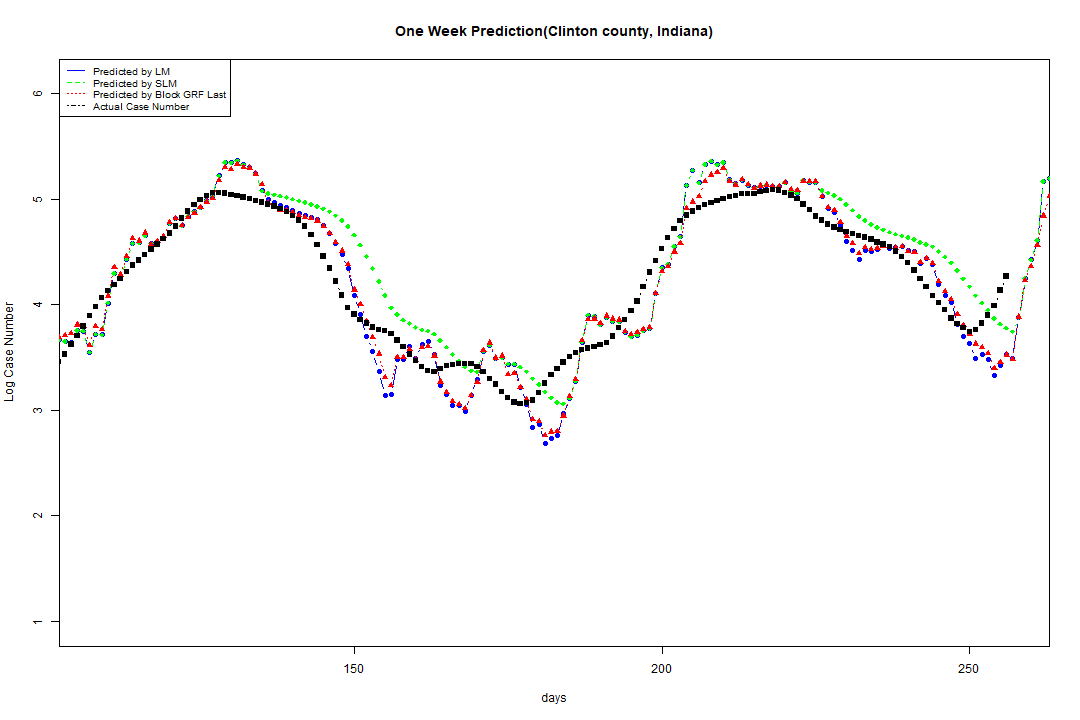 One Week Prediction(Clinton county, Indiana)
Predicted by LM
Predicted by SLM
Predicted by Block GRF Last
Actual Case Number
6
5
4
3
2
1
Log Case Number
150 200 250
days